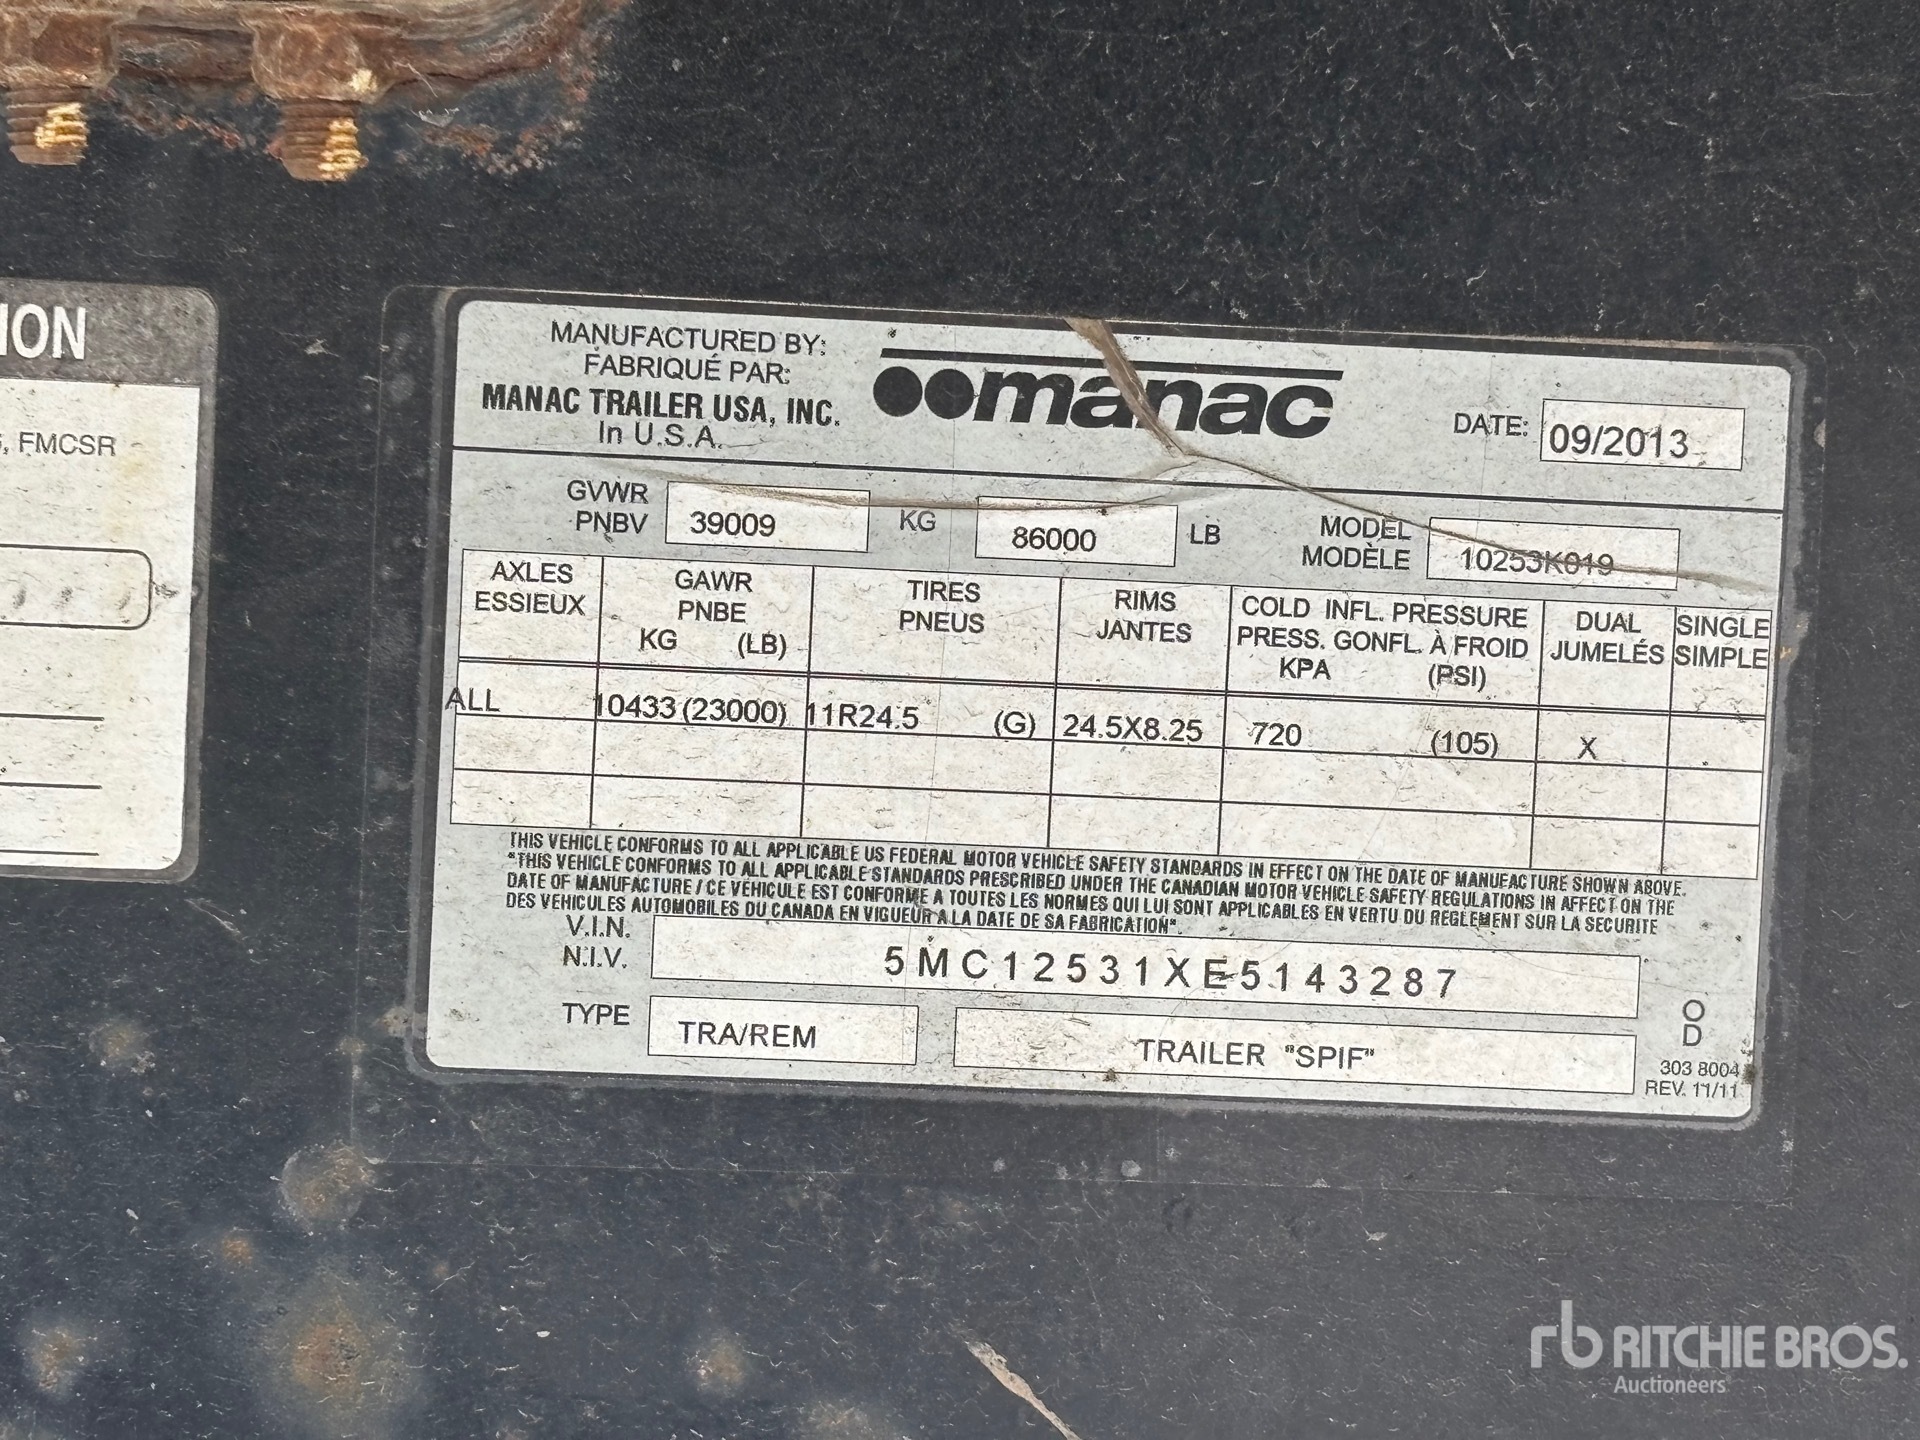 ION
, FMCSR
MANUFACTURED BY:
FABRIQUÉ PAR:
MANAC TRAILER USA, INC.
In U.S.A.
manac
DATE: 09/2013
GVWR
PNBV
39009 KG 86000 LB
MODEL
MODÈLE
10253K019
AXLES
ESSIEUX
GAWR
PNBE
KG (LB)
TIRES
PNEUS
RIMS
JANTES
COLD INFL. PRESSURE
PRESS. GONFL. À FROID
KPA (PSI)
DUAL
JUMELÉS
SINGLE
SIMPLE
ALL 10433 (23000) 11R24.5 (G) 24.5X8.25 720 (105) X
THIS VEHICLE CONFORMS TO ALL APPLICABLE US FEDERAL MOTOR VEHICLE SAFETY STANDARDS IN EFFECT ON THE DATE OF MANUFACTURE SHOWN ABOVE.
"THIS VEHICLE CONFORMS TO ALL APPLICABLE STANDARDS PRESCRIBED UNDER THE CANADIAN MOTOR VEHICLE SAFETY REGULATIONS IN AFFECT ON THE
DATE OF MANUFACTURE / CE VEHICULE EST CONFORME A TOUTES LES NORMES QUI LUI SONT APPLICABLES EN VERTU DU REGLEMENT SUR LA SECURITE
DES VEHICULES AUTOMOBILES DU CANADA EN VIGUEUR A LA DATE DE SA FABRICATION".
V.I.N.
N.I.V.
5MC12531XE5143287
TYPE TRA/REM TRAILER "SPIF"
O
D
303 8004
REV. 11/11
rb RITCHIE BROS.
Auctioneers